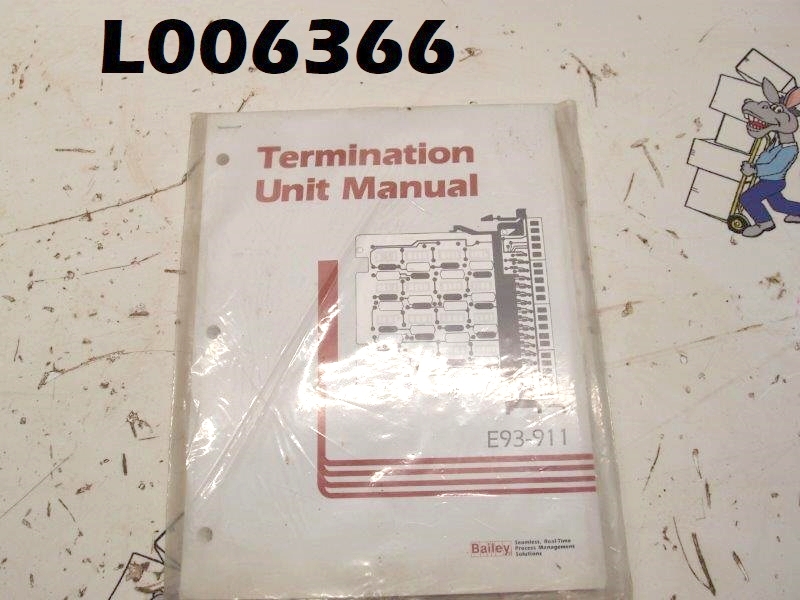 L006366
Termination
Unit Manual
E93-911
Bailey
Seamless, Real-Time
Process Management
Solutions